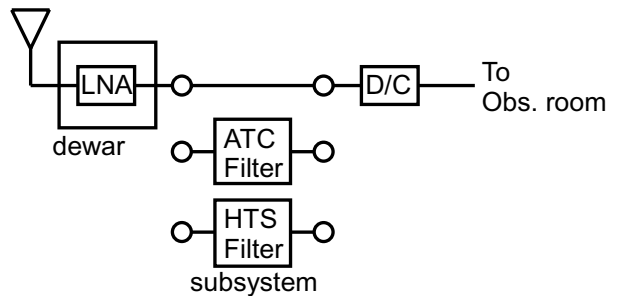 LNA
D/C
To
Obs. room
dewar
ATC
Filter
HTS
Filter
subsystem